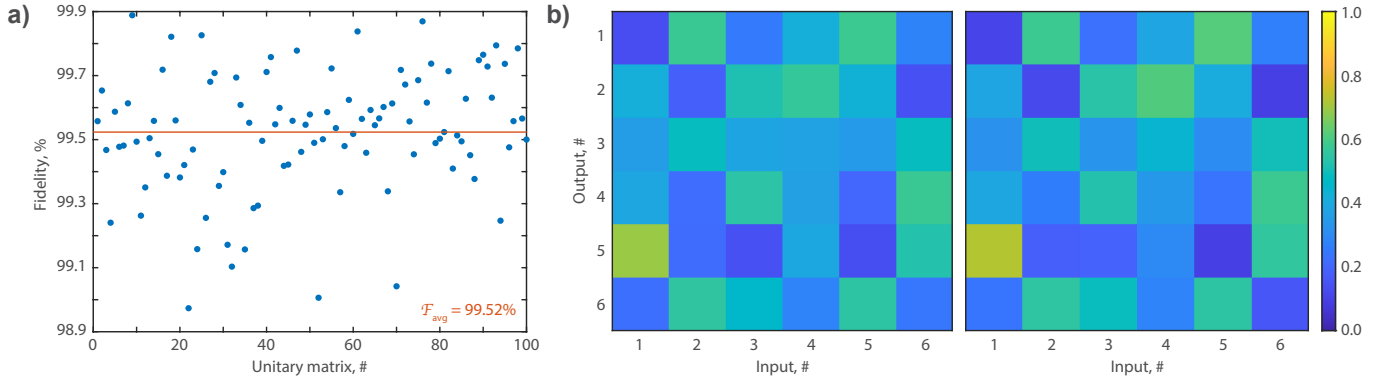 a)
99.9
99.7
99.5
99.3
99.1
98.9
Fidelity, %
0
20
40
60
80
100
Unitary matrix, #
ℱavg = 99.52%
b)
Output, #
1
2
3
4
5
6
1 2 3 4 5 6
Input, #
1 2 3 4 5 6
Input, #
1.0
0.8
0.6
0.4
0.2
0.0